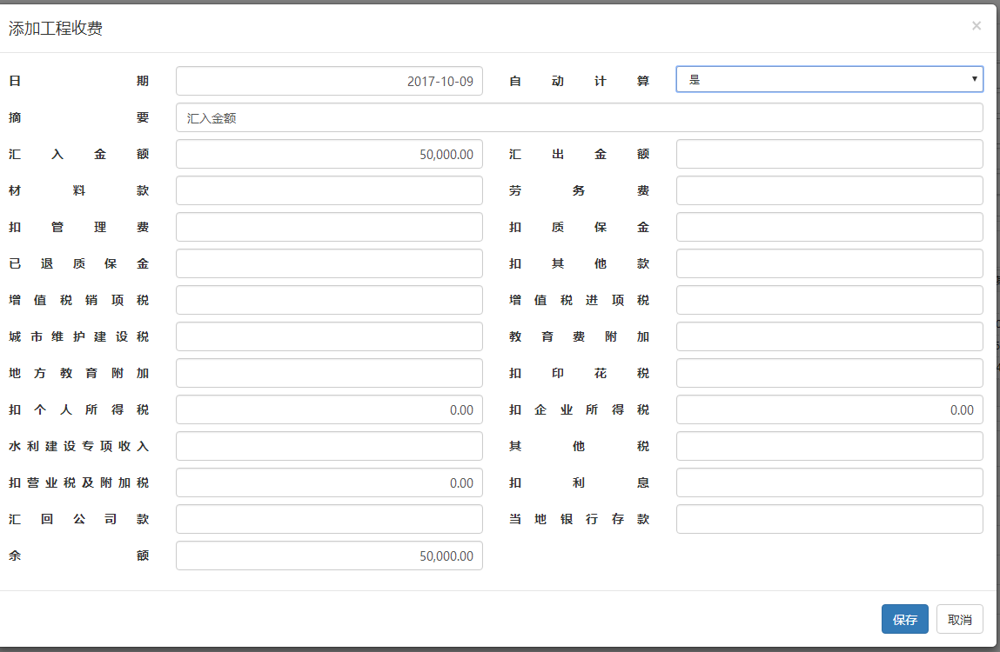 添加工程收费 ×
日期 2017-10-09 自动计算 是
摘要 汇入金额
汇入金额 50,000.00 汇出金额
材料款 劳务费
扣管理费 扣质保金
已退质保金 扣其他款
增值税销项税 增值税进项税
城市维护建设税 教育费附加
地方教育附加 扣印花税
扣个人所得税 0.00 扣企业所得税 0.00
水利建设专项收入 其他税
扣营业税及附加税 0.00 扣利息
汇回公司款 当地银行存款
余额 50,000.00
保存 取消